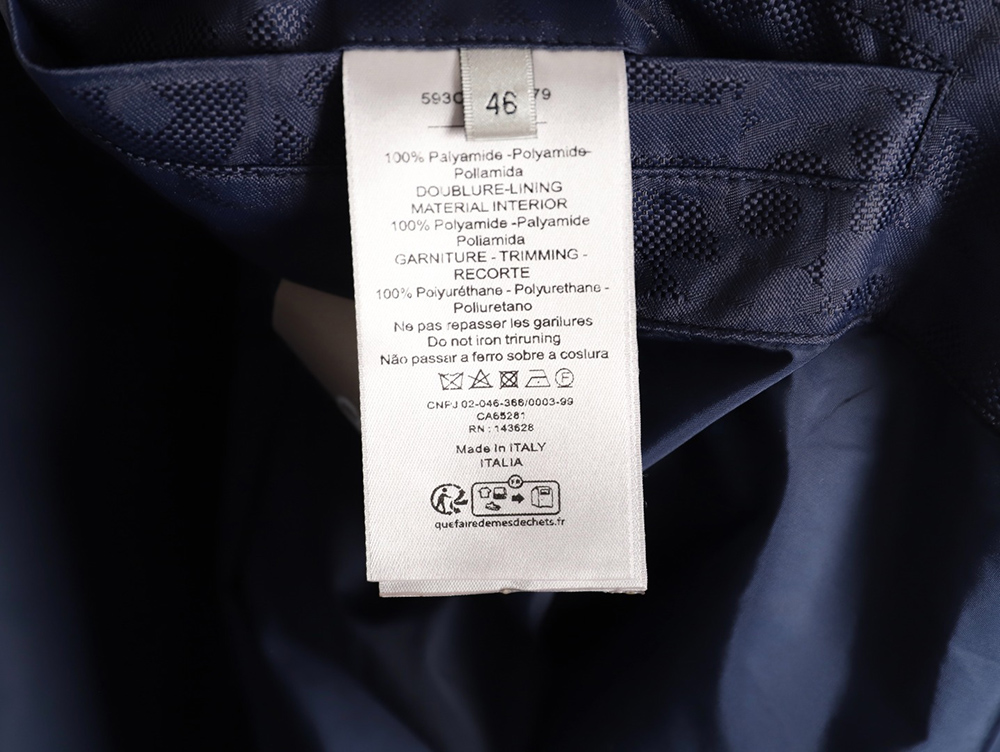 593C 46 79
100% Palyamide -Polyamide-
Pollamida
DOUBLURE-LINING
MATERIAL INTERIOR
100% Polyamide -Palyamide
Poliamida
GARNITURE - TRIMMING -
RECORTE
100% Poiyuréthane - Polyurethane -
Poliuretano
Ne pas repasser les garilures
Do not iron triruning
Não passar a ferro sobre a coslura
CNPJ 02-046-366/0003-99
CA65281
RN : 143628
Made In ITALY
ITALIA
FR
quefairedemesdechets.fr